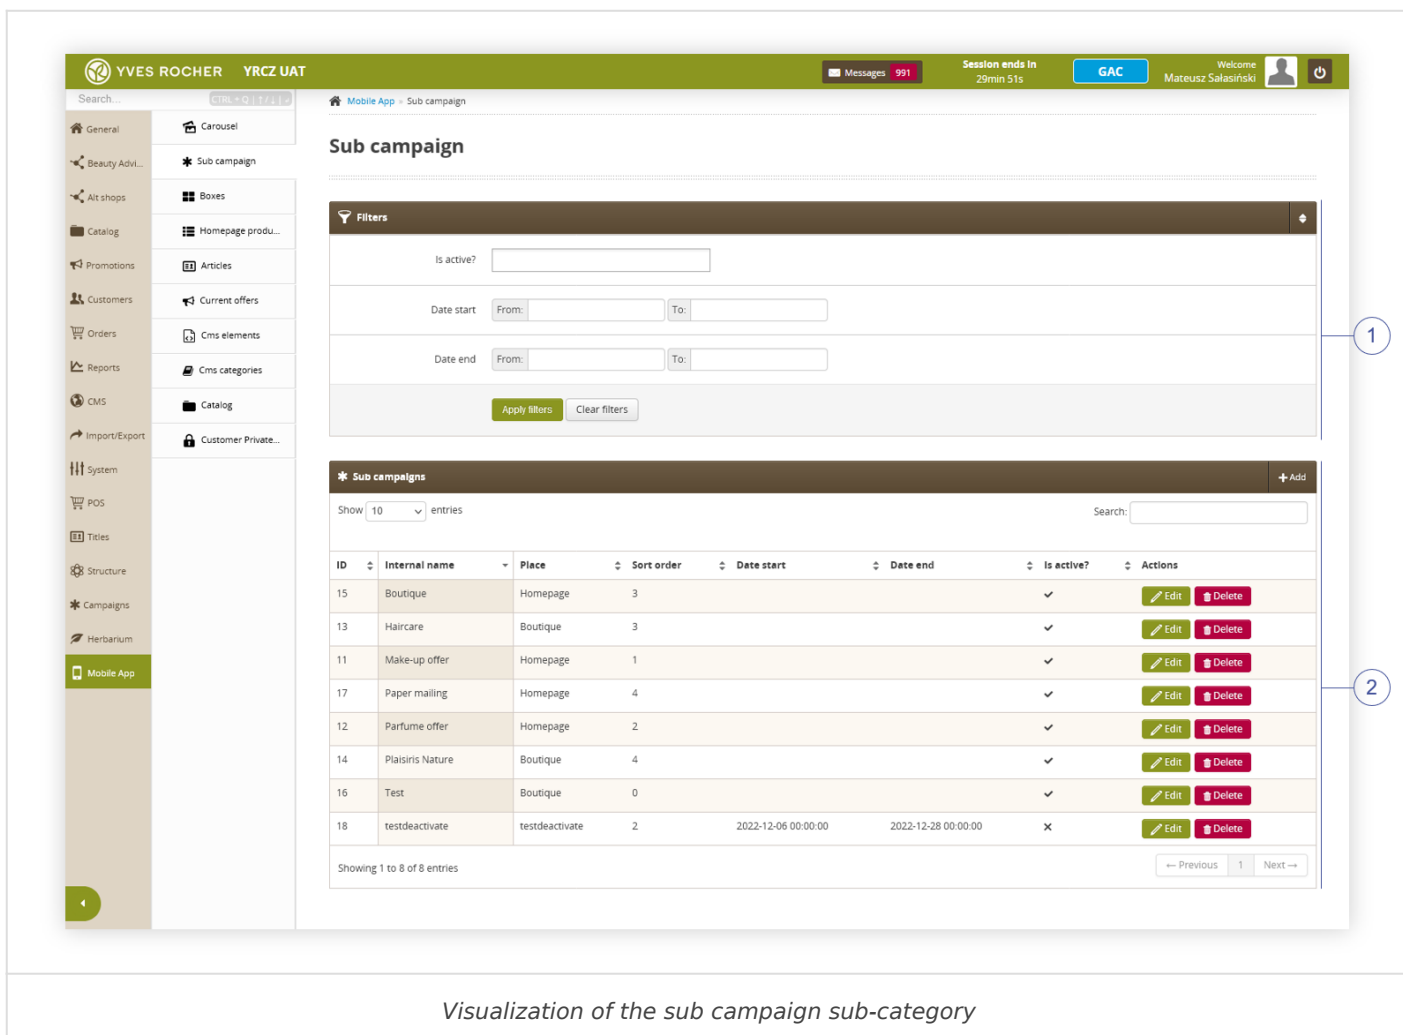 YVES ROCHER YRCZ UAT
Messages 991
Session ends in
29min 51s
GAC
Welcome
Mateusz Sałasiński
Search...
CTRL + Q | ↑ / ↓ | ↲
Mobile App » Sub campaign
General
Beauty Advi...
Alt shops
Catalog
Promotions
Customers
Orders
Reports
CMS
Import/Export
System
POS
Titles
Structure
Campaigns
Herbarium
Mobile App
Carousel
Sub campaign
Boxes
Homepage produ...
Articles
Current offers
Cms elements
Cms categories
Catalog
Customer Private...
Sub campaign
Filters
Is active?
Date start From: To:
Date end From: To:
Apply filters Clear filters
1
Sub campaigns + Add
Show 10 entries Search:
ID Internal name Place Sort order Date start Date end Is active? Actions
15 Boutique Homepage 3 Edit Delete
13 Haircare Boutique 3 Edit Delete
11 Make-up offer Homepage 1 Edit Delete
17 Paper mailing Homepage 4 Edit Delete
12 Parfume offer Homepage 2 Edit Delete
14 Plaisiris Nature Boutique 4 Edit Delete
16 Test Boutique 0 Edit Delete
18 testdeactivate testdeactivate 2 2022-12-06 00:00:00 2022-12-28 00:00:00 Edit Delete
Showing 1 to 8 of 8 entries ← Previous 1 Next →
2
Visualization of the sub campaign sub-category